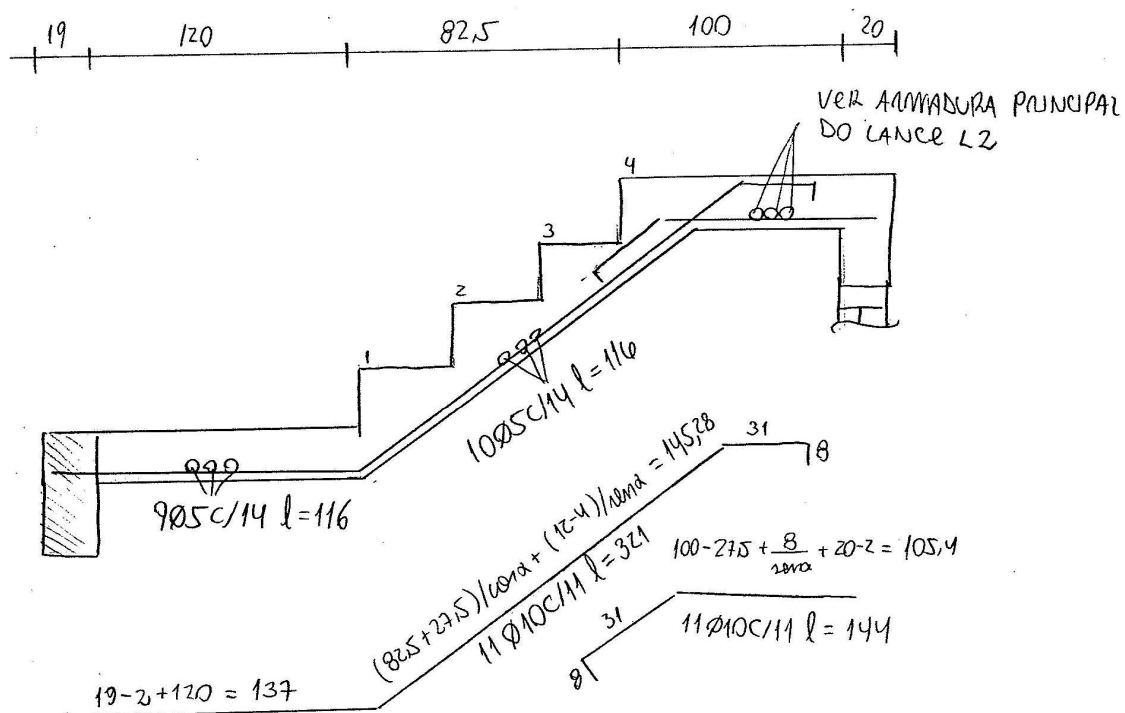 19 120 82,5 100 20
VER ARMADURA PRINCIPAL
DO LANCE L2
4
3
2
1
10Ø5C/14 l=116
9Ø5C/14 l=116
31
8
(82,5+27,5)/cosα + (12-4)/senα = 145,28
11Ø10C/11 l=321
100-27,5 + 8/senα + 20-2 = 105,4
31
8
11Ø10C/11 l=144
19-2+120 = 137